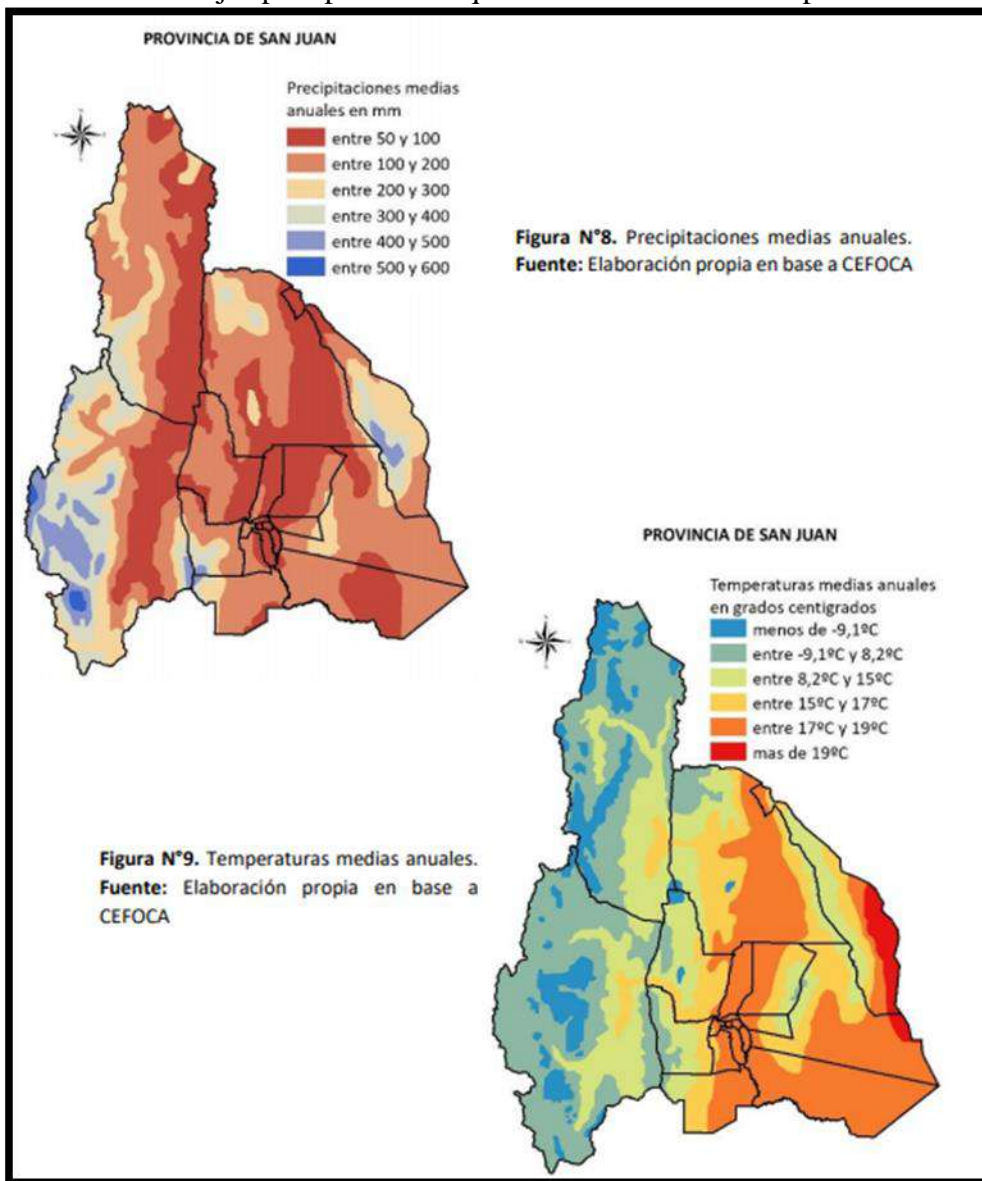 PROVINCIA DE SAN JUAN
Precipitaciones medias
anuales en mm
entre 50 y 100
entre 100 y 200
entre 200 y 300
entre 300 y 400
entre 400 y 500
entre 500 y 600
Figura N°8. Precipitaciones medias anuales.
Fuente: Elaboración propia en base a CEFOCA
PROVINCIA DE SAN JUAN
Temperaturas medias anuales
en grados centigrados
menos de -9,1ºC
entre -9,1ºC y 8,2ºC
entre 8,2ºC y 15ºC
entre 15ºC y 17ºC
entre 17ºC y 19ºC
mas de 19ºC
Figura N°9. Temperaturas medias anuales.
Fuente: Elaboración propia en base a
CEFOCA